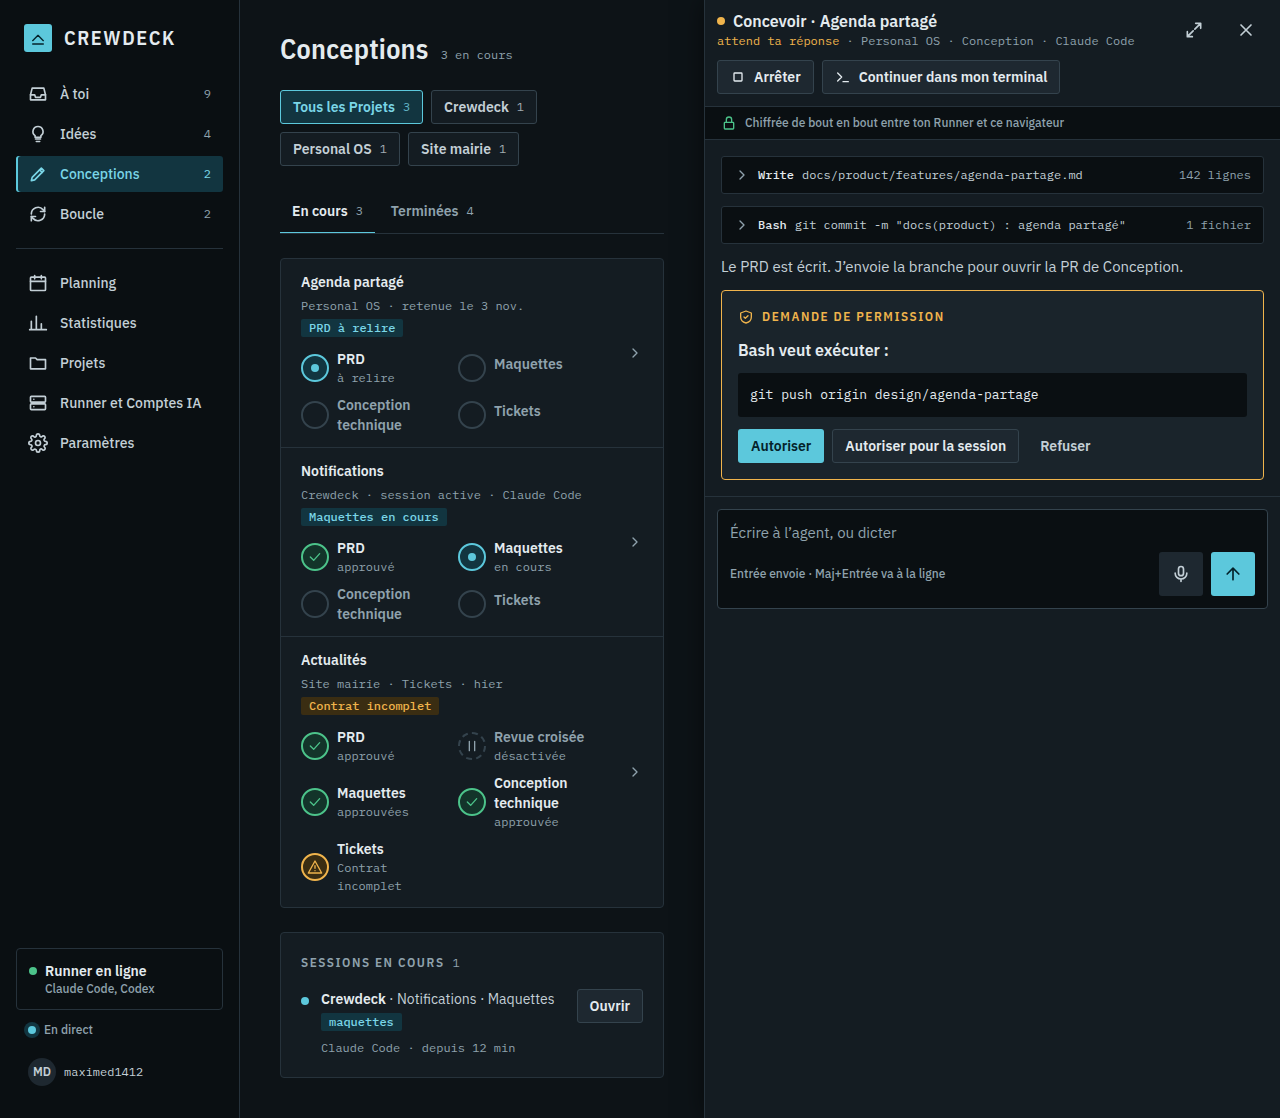 CREWDECK
À toi 9
Idées 4
Conceptions 2
Boucle 2
Planning
Statistiques
Projets
Runner et Comptes IA
Paramètres
Runner en ligne
Claude Code, Codex
En direct
MD maximed1412
Conceptions 3 en cours
Tous les Projets 3 Crewdeck 1
Personal OS 1 Site mairie 1
En cours 3 Terminées 4
Agenda partagé
Personal OS · retenue le 3 nov.
PRD à relire
PRD
à relire
Maquettes
Conception
technique
Tickets
Notifications
Crewdeck · session active · Claude Code
Maquettes en cours
PRD
approuvé
Maquettes
en cours
Conception
technique
Tickets
Actualités
Site mairie · Tickets · hier
Contrat incomplet
PRD
approuvé
Revue croisée
désactivée
Maquettes
approuvées
Conception
technique
approuvée
Tickets
Contrat
incomplet
SESSIONS EN COURS 1
Crewdeck · Notifications · Maquettes
maquettes
Claude Code · depuis 12 min
Ouvrir
Concevoir · Agenda partagé
attend ta réponse · Personal OS · Conception · Claude Code
Arrêter Continuer dans mon terminal
Chiffrée de bout en bout entre ton Runner et ce navigateur
Write docs/product/features/agenda-partage.md 142 lignes
Bash git commit -m "docs(product) : agenda partagé" 1 fichier
Le PRD est écrit. J’envoie la branche pour ouvrir la PR de Conception.
DEMANDE DE PERMISSION
Bash veut exécuter :
git push origin design/agenda-partage
Autoriser Autoriser pour la session Refuser
Écrire à l’agent, ou dicter
Entrée envoie · Maj+Entrée va à la ligne